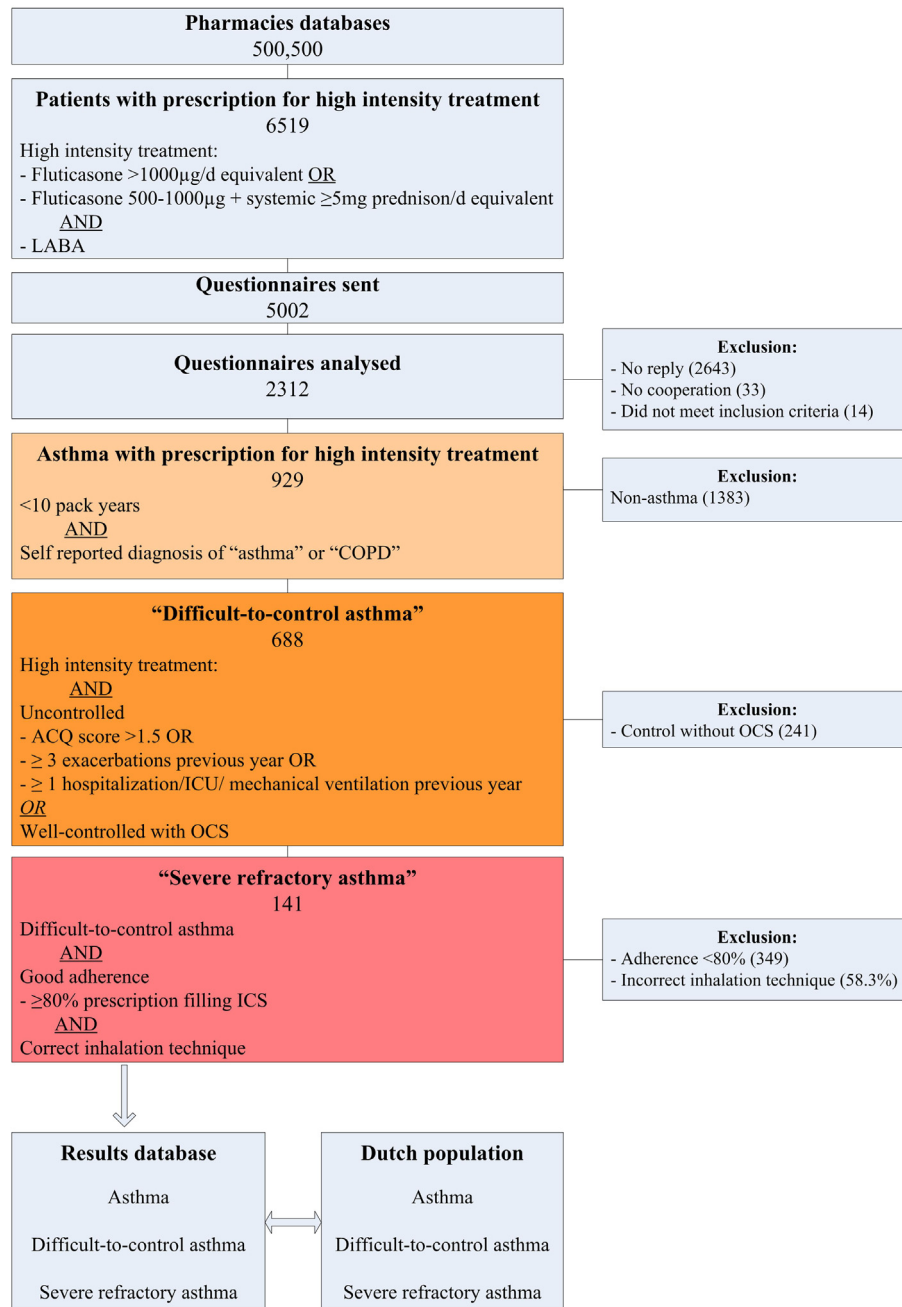 Pharmacies databases
500,500
Patients with prescription for high intensity treatment
6519
High intensity treatment:
- Fluticasone >1000µg/d equivalent OR
- Fluticasone 500-1000µg + systemic ≥5mg prednison/d equivalent
AND
- LABA
Questionnaires sent
5002
Questionnaires analysed
2312
Exclusion:
- No reply (2643)
- No cooperation (33)
- Did not meet inclusion criteria (14)
Asthma with prescription for high intensity treatment
929
<10 pack years
AND
Self reported diagnosis of “asthma” or “COPD”
Exclusion:
Non-asthma (1383)
“Difficult-to-control asthma”
688
High intensity treatment:
AND
Uncontrolled
- ACQ score >1.5 OR
- ≥ 3 exacerbations previous year OR
- ≥ 1 hospitalization/ICU/ mechanical ventilation previous year
OR
Well-controlled with OCS
Exclusion:
- Control without OCS (241)
“Severe refractory asthma”
141
Difficult-to-control asthma
AND
Good adherence
- ≥80% prescription filling ICS
AND
Correct inhalation technique
Exclusion:
- Adherence <80% (349)
- Incorrect inhalation technique (58.3%)
Results database
Asthma
Difficult-to-control asthma
Severe refractory asthma
Dutch population
Asthma
Difficult-to-control asthma
Severe refractory asthma